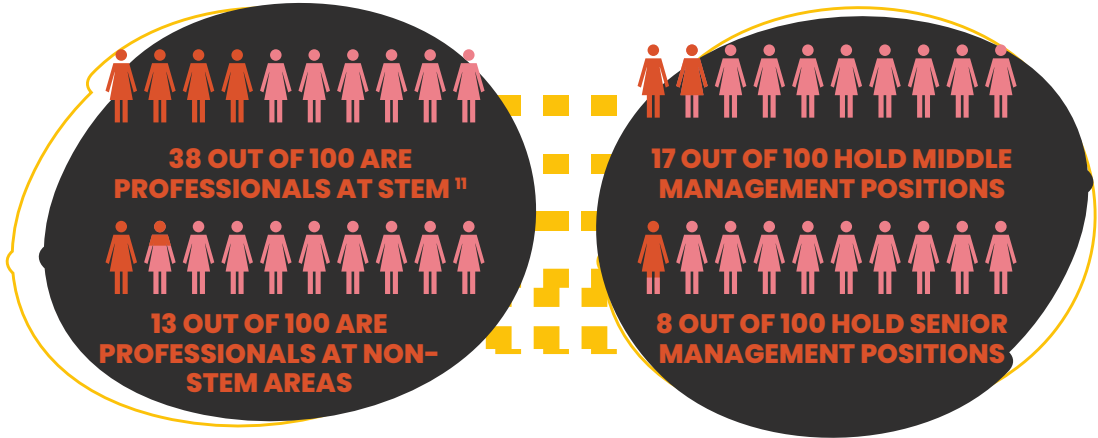 38 OUT OF 100 ARE
PROFESSIONALS AT STEM ¹¹
13 OUT OF 100 ARE
PROFESSIONALS AT NON-
STEM AREAS
17 OUT OF 100 HOLD MIDDLE
MANAGEMENT POSITIONS
8 OUT OF 100 HOLD SENIOR
MANAGEMENT POSITIONS